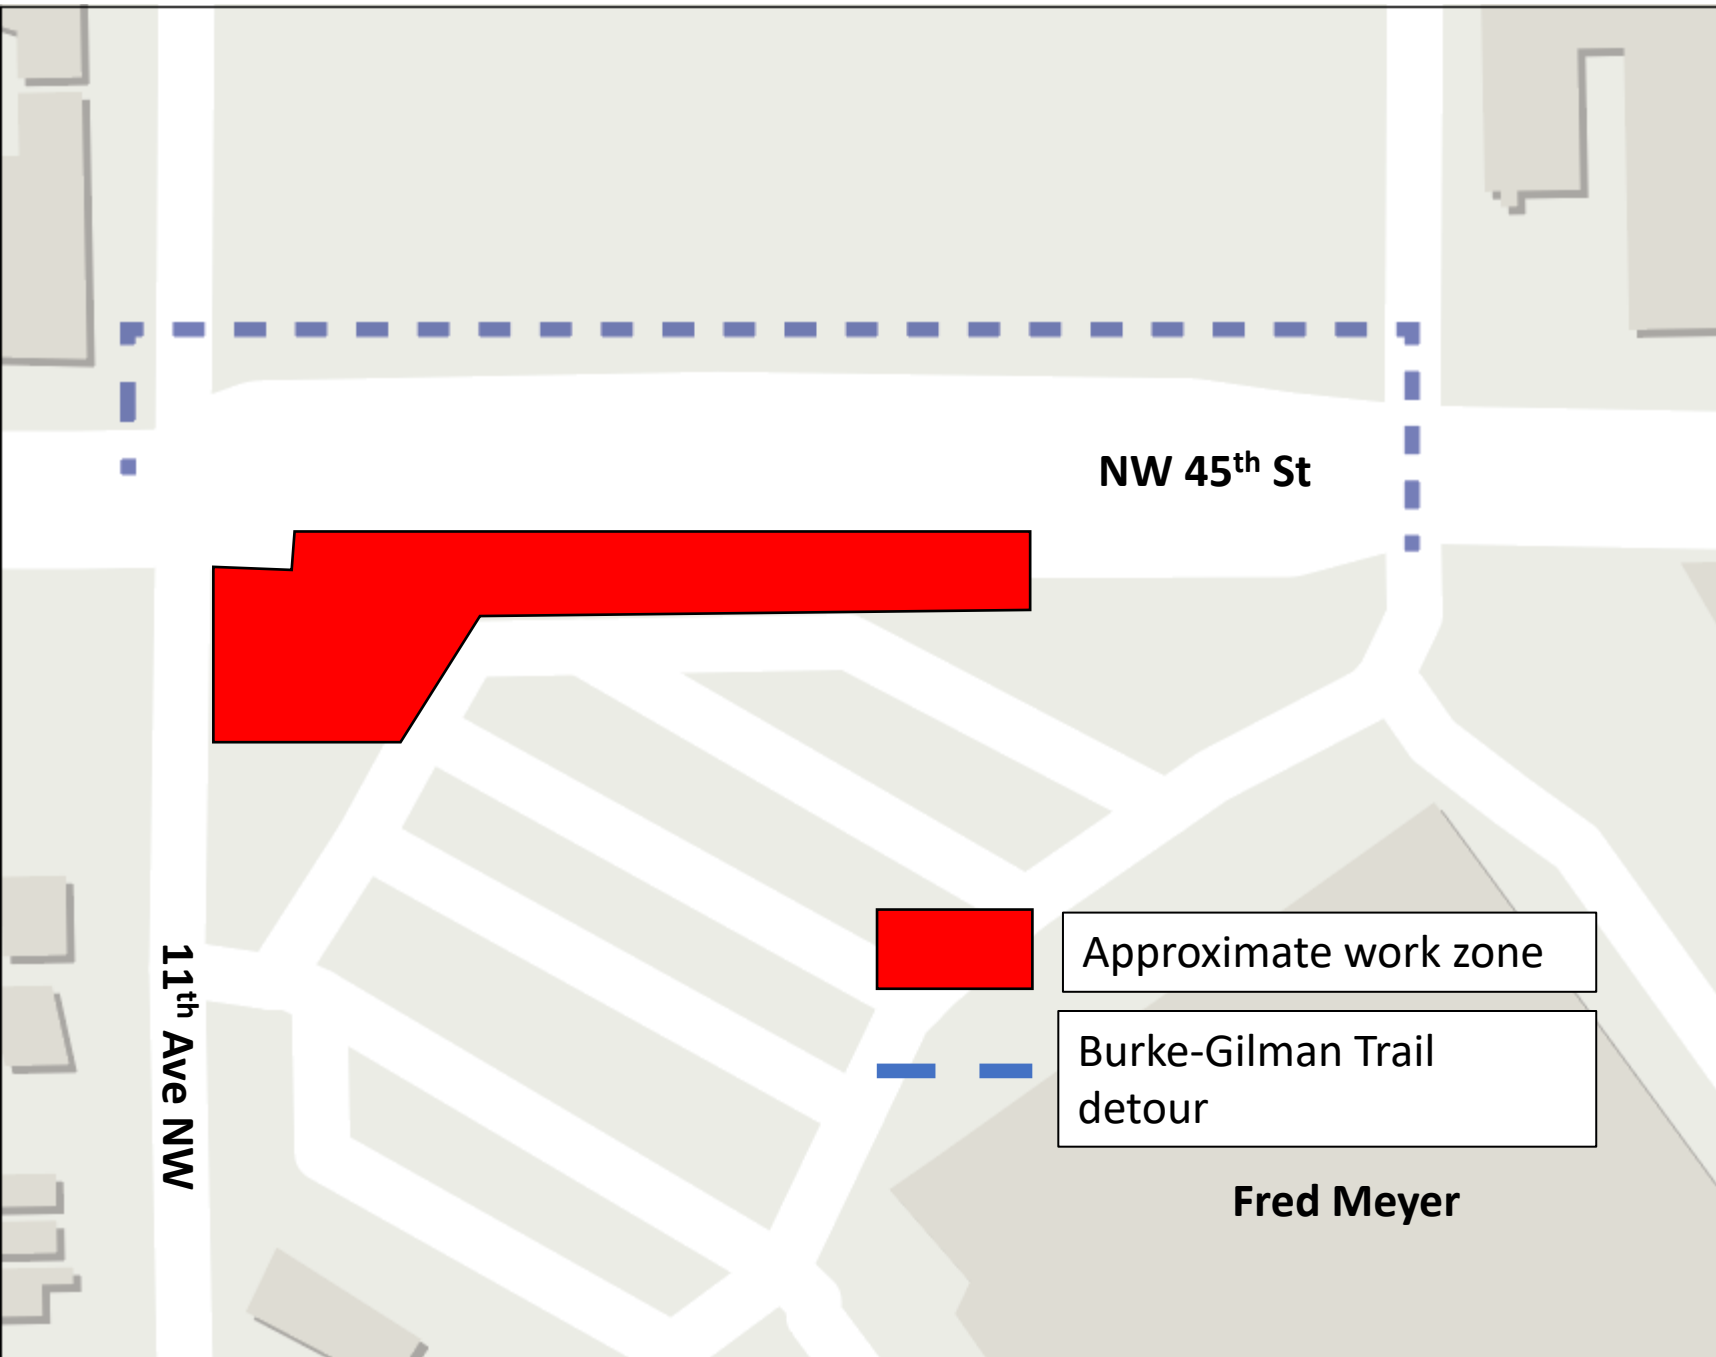 NW 45th St
11th Ave NW
Approximate work zone
Burke-Gilman Trail
detour
Fred Meyer